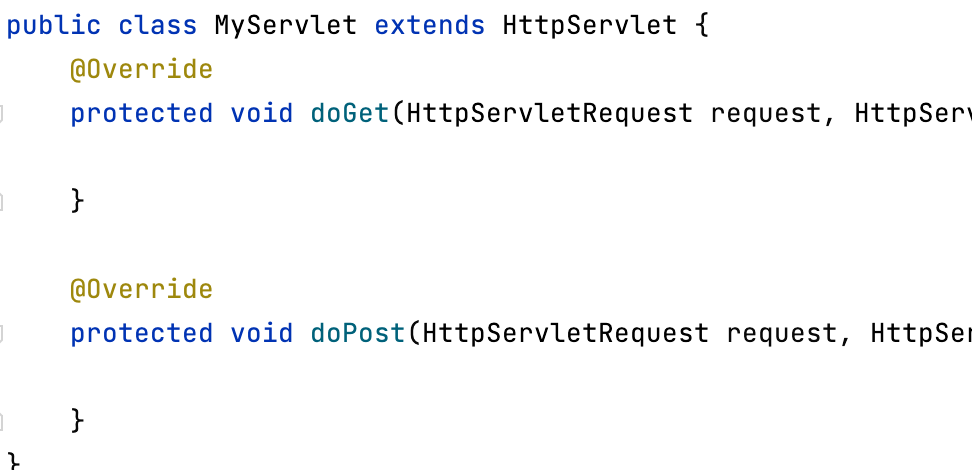 public class MyServlet extends HttpServlet {
@Override
protected void doGet(HttpServletRequest request, HttpServ
}
@Override
protected void doPost(HttpServletRequest request, HttpSer
}
}